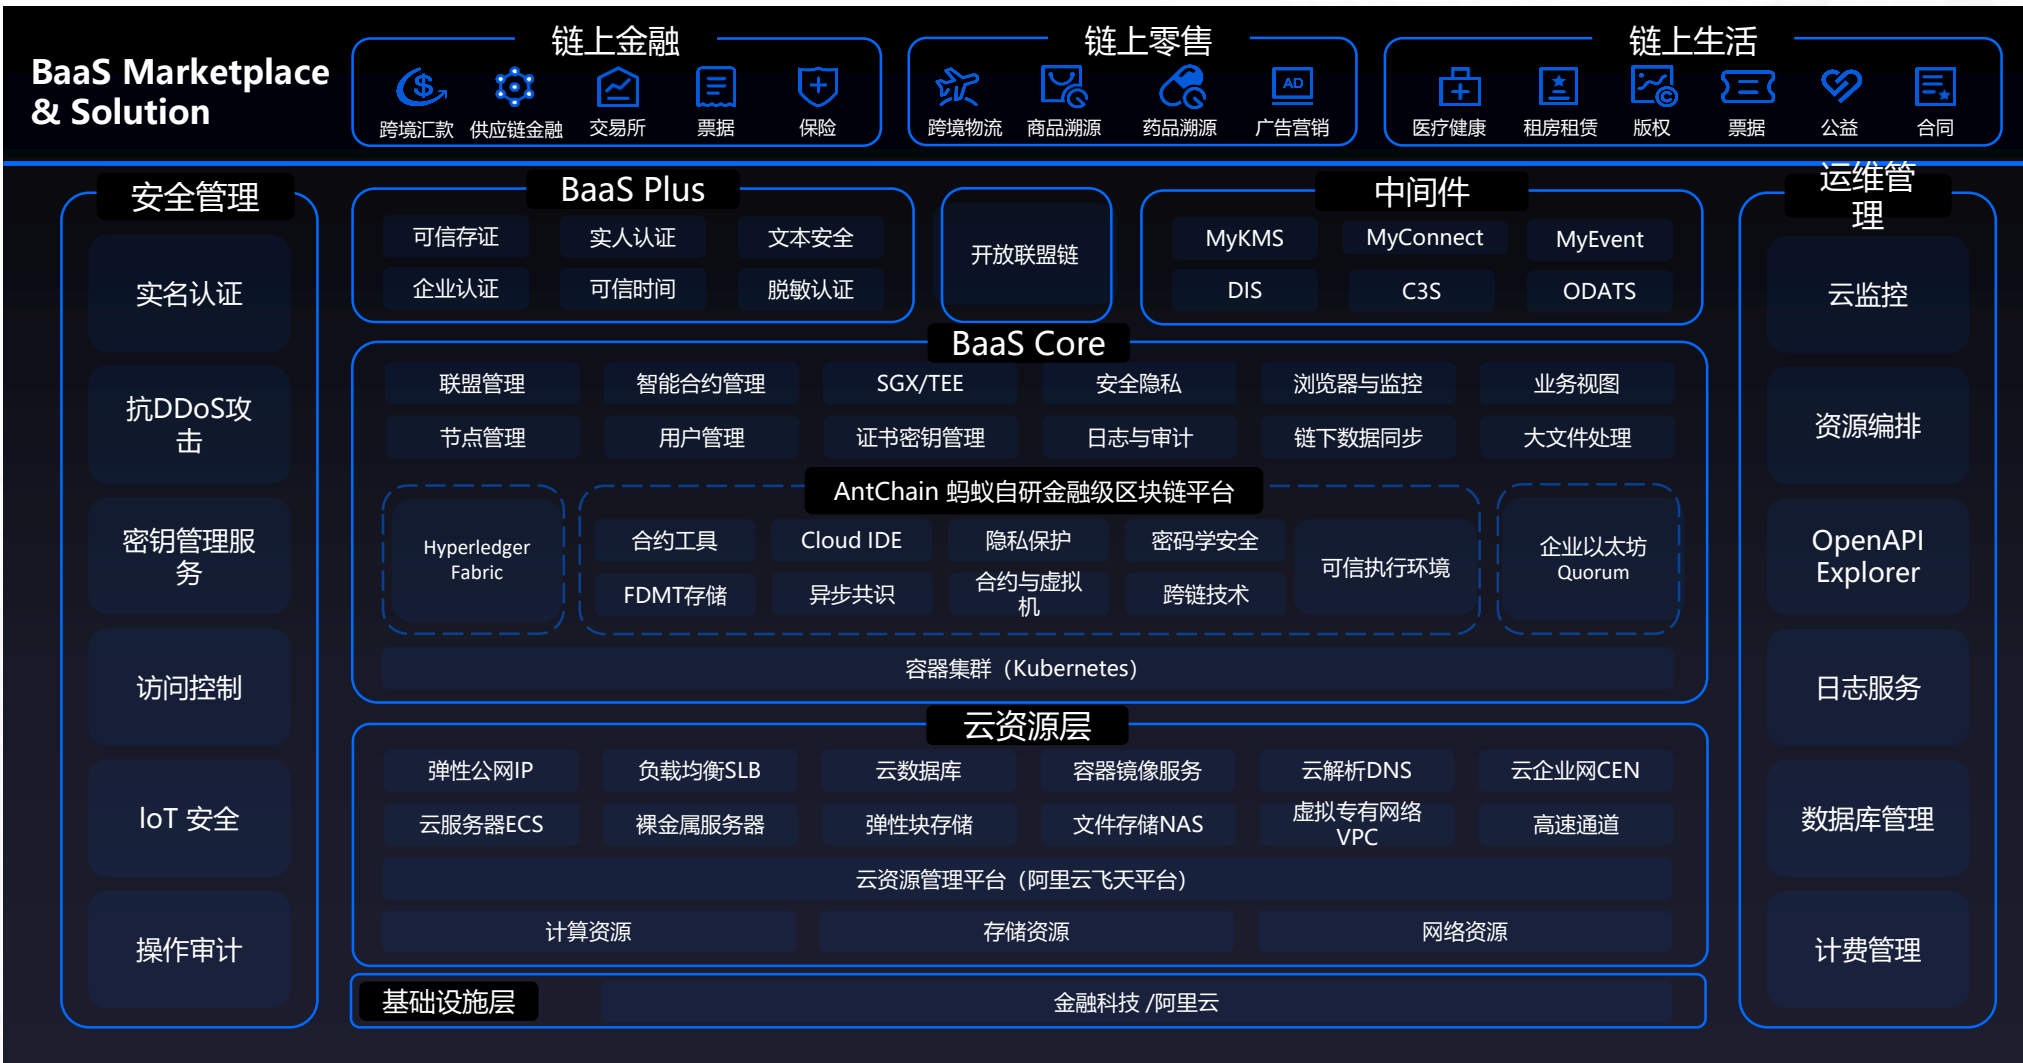 BaaS Marketplace
& Solution
链上金融
跨境汇款
供应链金融
交易所
票据
保险
链上零售
跨境物流
商品溯源
药品溯源
AD
广告营销
链上生活
医疗健康
租房租赁
©
版权
票据
公益
合同
安全管理
实名认证
抗DDoS攻
击
密钥管理服
务
访问控制
IoT 安全
操作审计
BaaS Plus
可信存证
实人认证
文本安全
企业认证
可信时间
脱敏认证
开放联盟链
中间件
MyKMS
MyConnect
MyEvent
DIS
C3S
ODATS
BaaS Core
联盟管理
智能合约管理
SGX/TEE
安全隐私
浏览器与监控
业务视图
节点管理
用户管理
证书密钥管理
日志与审计
链下数据同步
大文件处理
Hyperledger
Fabric
AntChain 蚂蚁自研金融级区块链平台
合约工具
Cloud IDE
隐私保护
密码学安全
FDMT存储
异步共识
合约与虚拟
机
跨链技术
可信执行环境
企业以太坊
Quorum
容器集群（Kubernetes）
云资源层
弹性公网IP
负载均衡SLB
云数据库
容器镜像服务
云解析DNS
云企业网CEN
云服务器ECS
裸金属服务器
弹性块存储
文件存储NAS
虚拟专有网络
VPC
高速通道
云资源管理平台（阿里云飞天平台）
计算资源
存储资源
网络资源
基础设施层
金融科技 /阿里云
运维管
理
云监控
资源编排
OpenAPI
Explorer
日志服务
数据库管理
计费管理